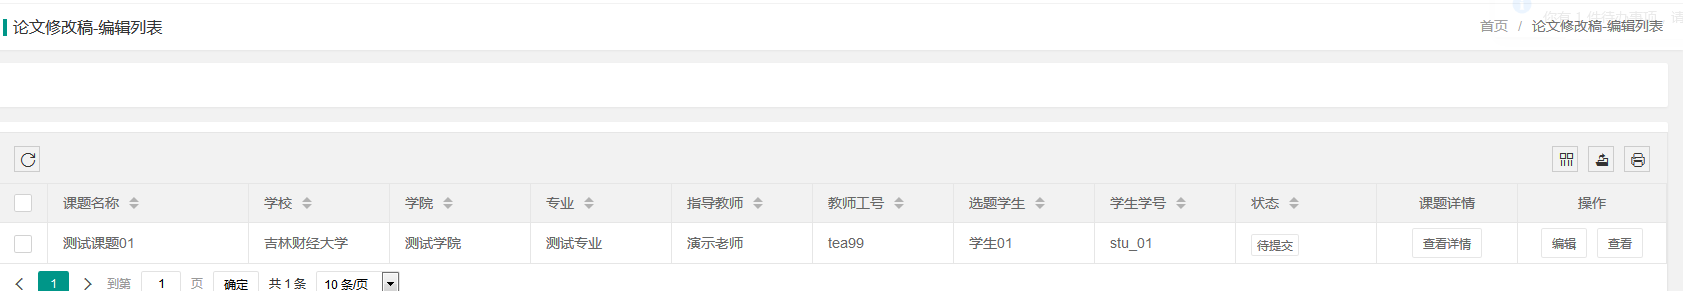 论文修改稿-编辑列表
首页 / 论文修改稿-编辑列表
课题名称 学校 学院 专业 指导教师 教师工号 选题学生 学生学号 状态 课题详情 操作
测试课题01 吉林财经大学 测试学院 测试专业 演示老师 tea99 学生01 stu_01 待提交 查看详情 编辑 查看
1 到第 1 页 确定 共 1 条 10 条/页